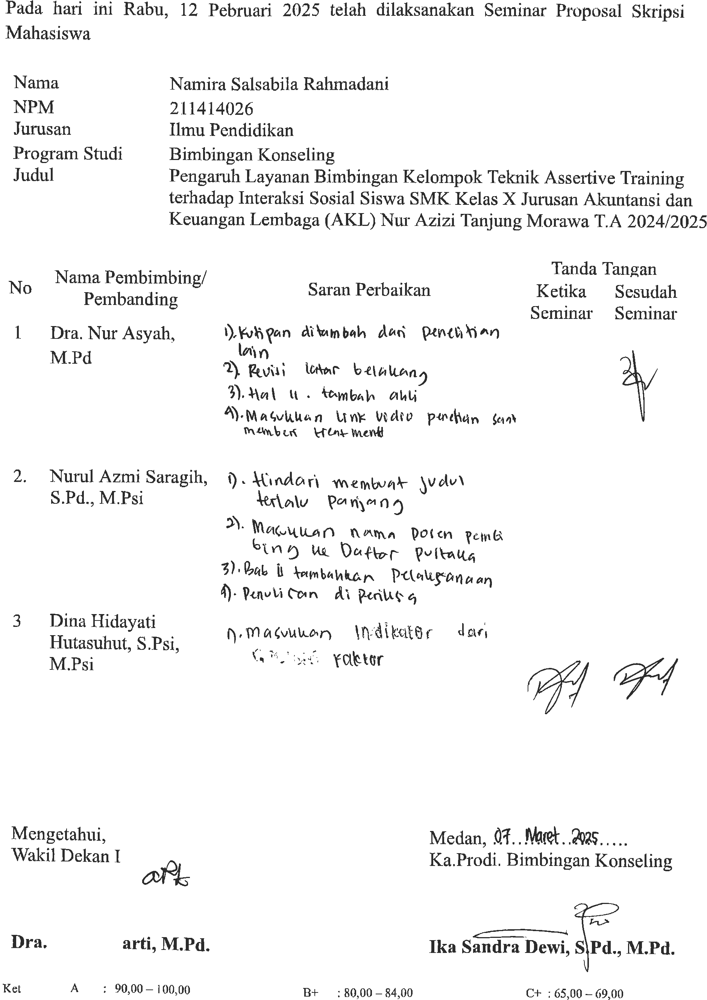 Pada hari ini Rabu, 12 Pebruari 2025 telah dilaksanakan Seminar Proposal Skripsi
Mahasiswa
Nama Namira Salsabila Rahmadani
NPM 211414026
Jurusan Ilmu Pendidikan
Program Studi Bimbingan Konseling
Judul Pengaruh Layanan Bimbingan Kelompok Teknik Assertive Training
terhadap Interaksi Sosial Siswa SMK Kelas X Jurusan Akuntansi dan
Keuangan Lembaga (AKL) Nur Azizi Tanjung Morawa T.A 2024/2025
No Nama Pembimbing/ Pembanding Saran Perbaikan Tanda Tangan
Ketika Seminar Sesudah Seminar
1 Dra. Nur Asyah, M.Pd
1). Kutipan ditambah dari penelitian
lain
2). Revisi latar belakang
3). Hal 11. tambah ahli
4). Masukkan link vidio penelitian saat
memberi treatment
2. Nurul Azmi Saragih, S.Pd., M.Psi
1). Hindari membuat judul
terlalu panjang
2). Masukkan nama Dosen pembi
bing ke Daftar pustaka
3). Bab II tambahkan Pelaksanaan
4). Penulisan di periksa
3 Dina Hidayati Hutasuhut, S.Psi, M.Psi
1). masukkan Indikator dari
faktor
Mengetahui,
Wakil Dekan I
Medan, 07 Maret 2025
Ka.Prodi. Bimbingan Konseling
Dra. arti, M.Pd.
Ika Sandra Dewi, S.Pd., M.Pd.
Ket A : 90,00 – 100,00 B+ : 80,00 – 84,00 C+ : 65,00 – 69,00